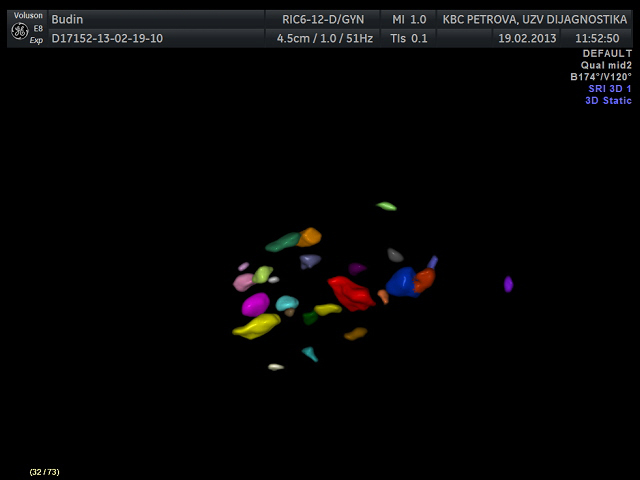 Voluson E8 Exp
Budin
RIC6-12-D/GYN
MI 1.0
KBC PETROVA, UZV DIJAGNOSTIKA
D17152-13-02-19-10
4.5cm / 1.0 / 51Hz
TIs 0.1
19.02.2013
11:52:50
DEFAULT
Qual mid2
B174°/V120°
SRI 3D 1
3D Static
(32/73)